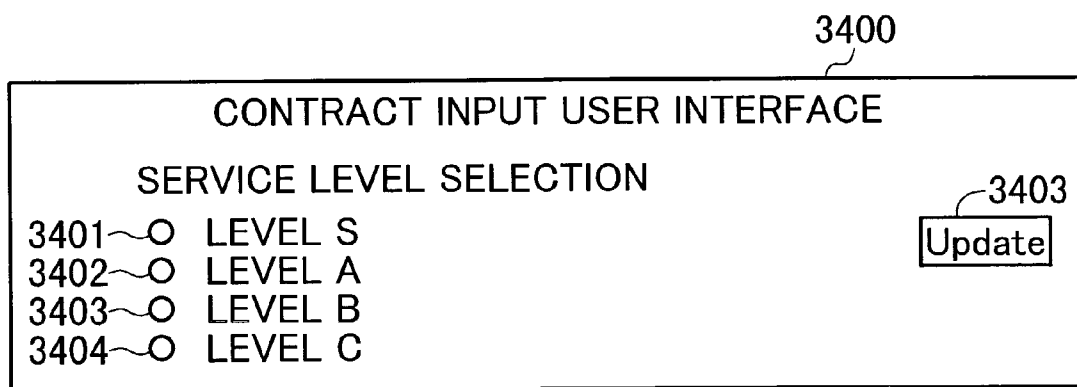 3400
CONTRACT INPUT USER INTERFACE
SERVICE LEVEL SELECTION
3403
3401 LEVEL S
Update
3402 LEVEL A
3403 LEVEL B
3404 LEVEL C